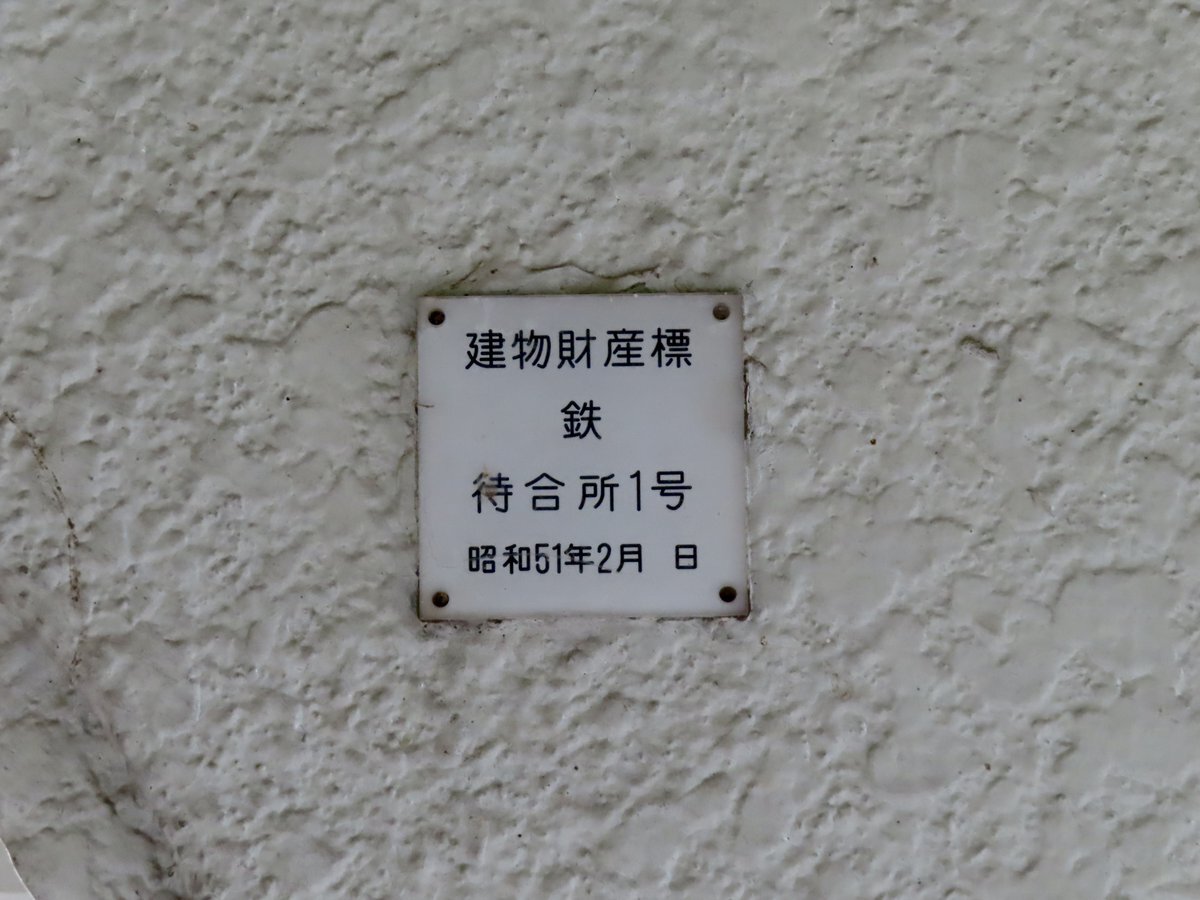 建物財産標
鉄
待合所1号
昭和51年2月 日